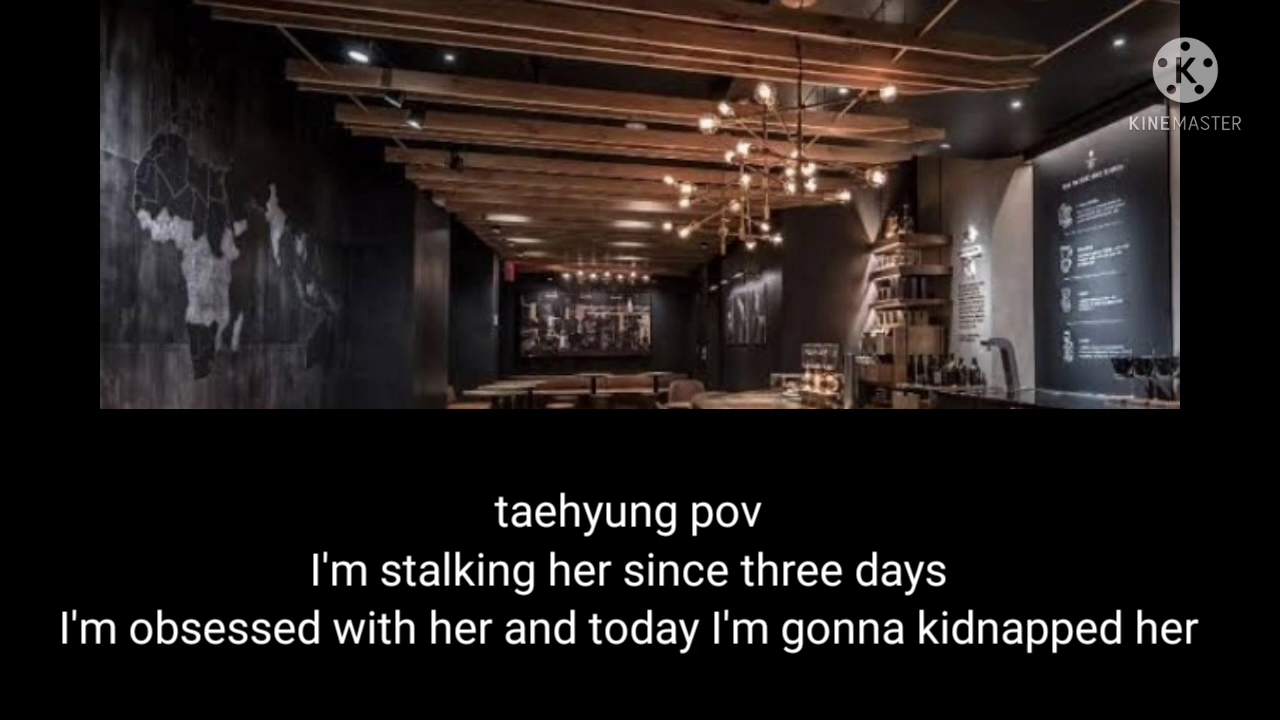 K
KINEMASTER
taehyung pov
I'm stalking her since three days
I'm obsessed with her and today I'm gonna kidnapped her